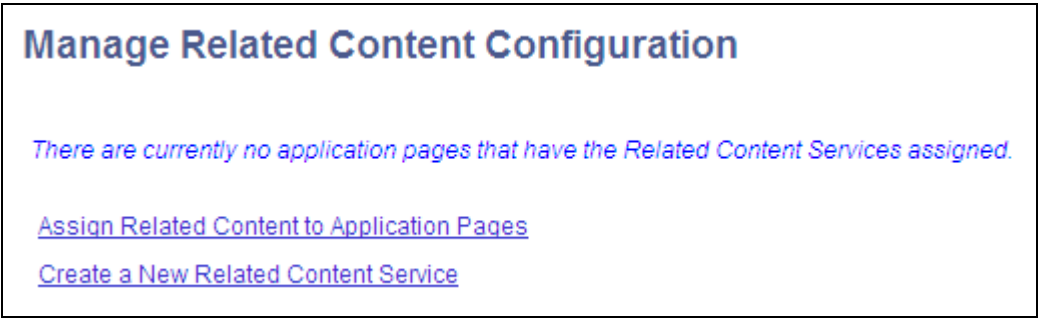 Manage Related Content Configuration
There are currently no application pages that have the Related Content Services assigned.
Assign Related Content to Application Pages
Create a New Related Content Service